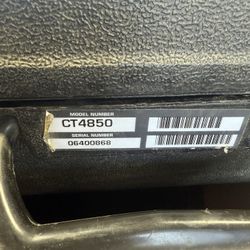 MODEL NUMBER
CT4850
SERIAL NUMBER
06400868